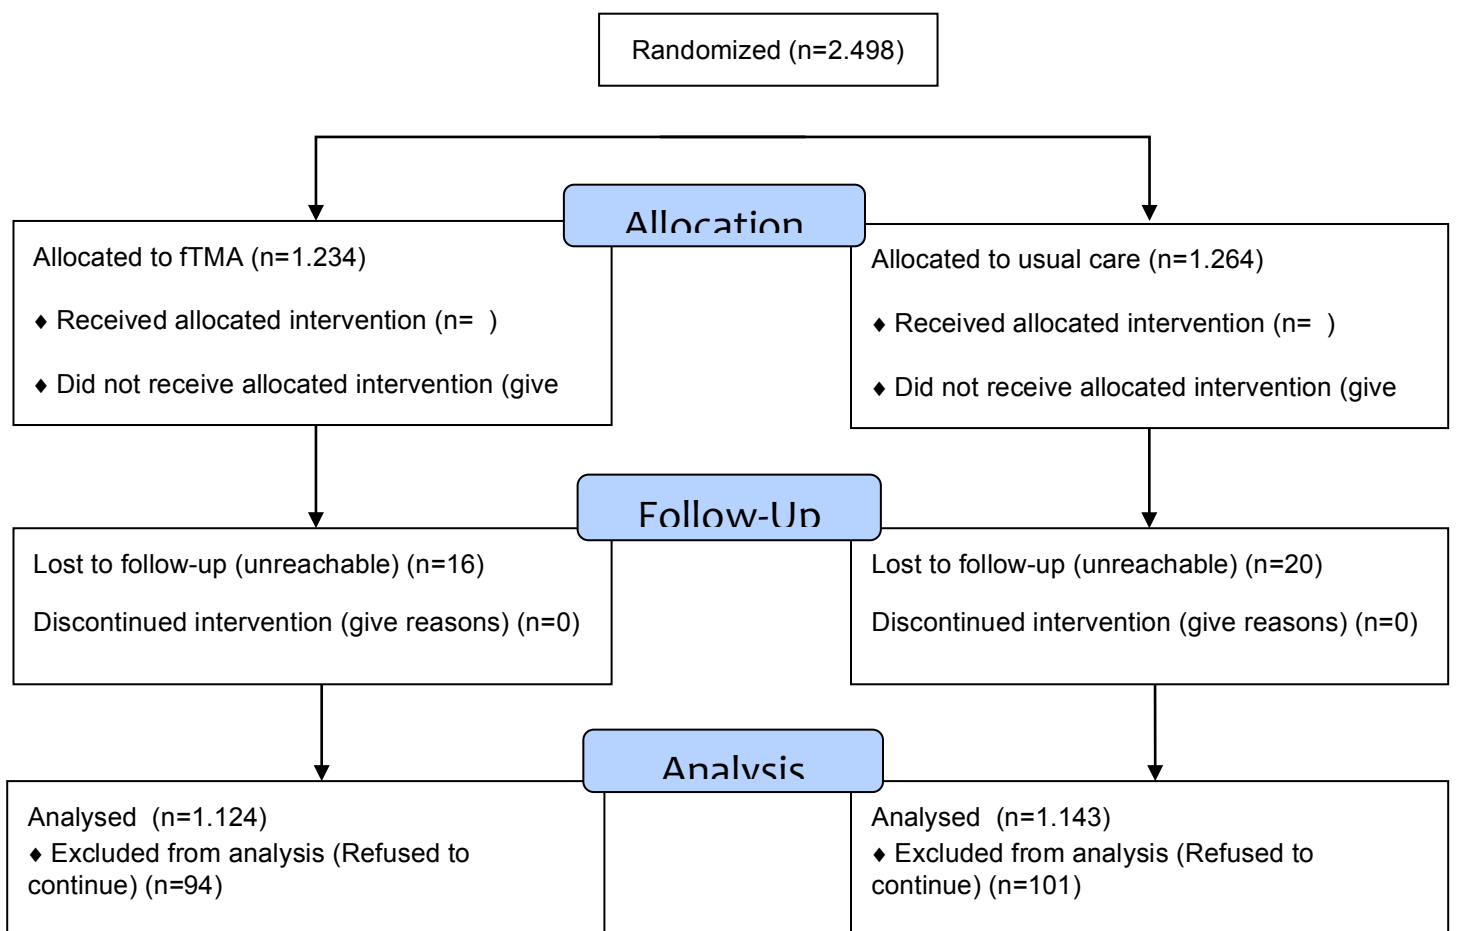 Randomized (n=2.498)
Allocation
Allocated to fTMA (n=1.234)
♦ Received allocated intervention (n=  )
♦ Did not receive allocated intervention (give
Allocated to usual care (n=1.264)
♦ Received allocated intervention (n=  )
♦ Did not receive allocated intervention (give
Follow-Up
Lost to follow-up (unreachable) (n=16)
Discontinued intervention (give reasons) (n=0)
Lost to follow-up (unreachable) (n=20)
Discontinued intervention (give reasons) (n=0)
Analysis
Analysed  (n=1.124)
♦ Excluded from analysis (Refused to
continue) (n=94)
Analysed  (n=1.143)
♦ Excluded from analysis (Refused to
continue) (n=101)